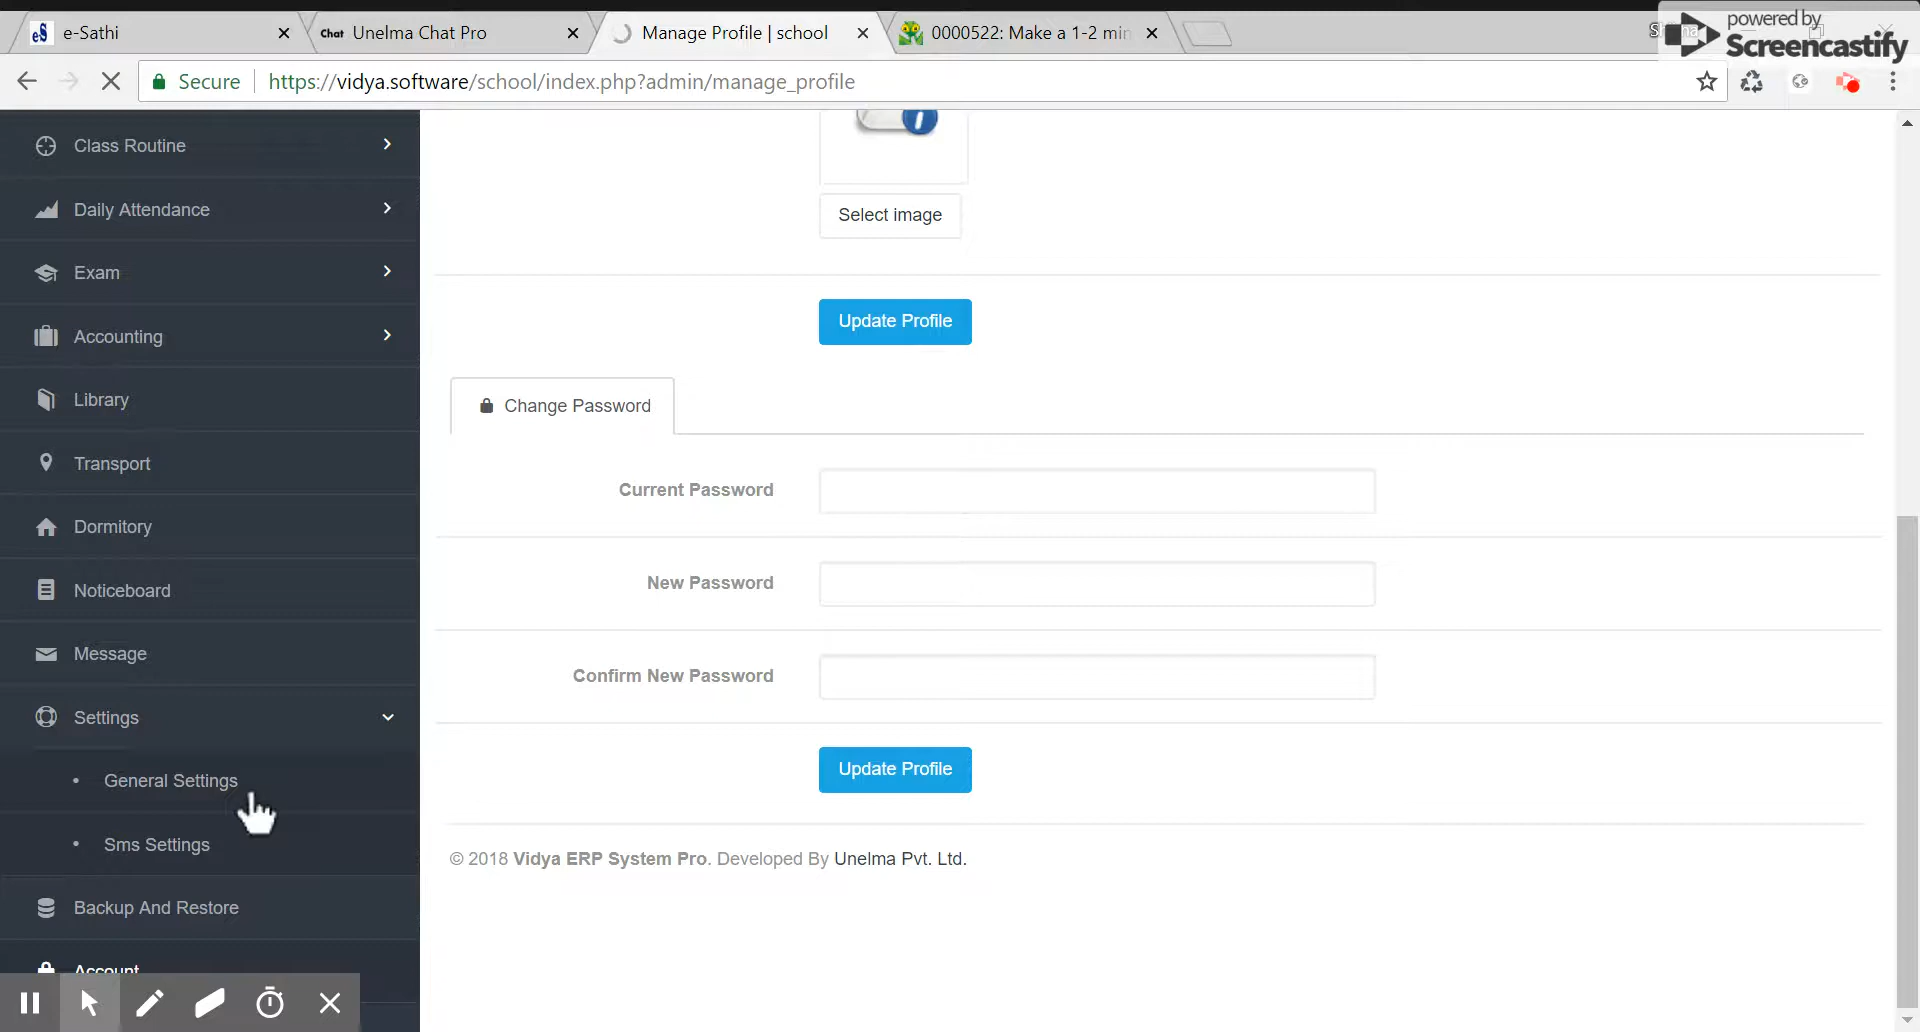 e-Sathi
Chat Unelma Chat Pro
Manage Profile | school
0000522: Make a 1-2 min
powered by
Screencastify
Secure
https://vidya.software/school/index.php?admin/manage_profile
Class Routine
Daily Attendance
Exam
Accounting
Library
Transport
Dormitory
Noticeboard
Message
Settings
• General Settings
• Sms Settings
Backup And Restore
Account
Select image
Update Profile
Change Password
Current Password
New Password
Confirm New Password
Update Profile
© 2018 Vidya ERP System Pro. Developed By Unelma Pvt. Ltd.